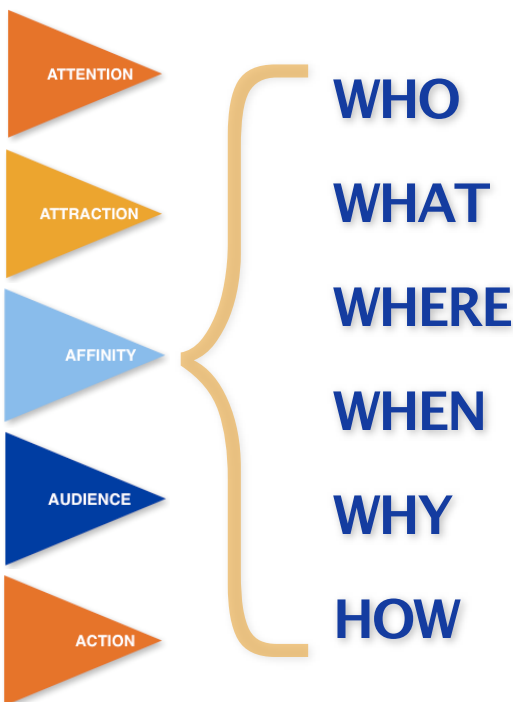 ATTENTION
ATTRACTION
AFFINITY
AUDIENCE
ACTION
WHO
WHAT
WHERE
WHEN
WHY
HOW